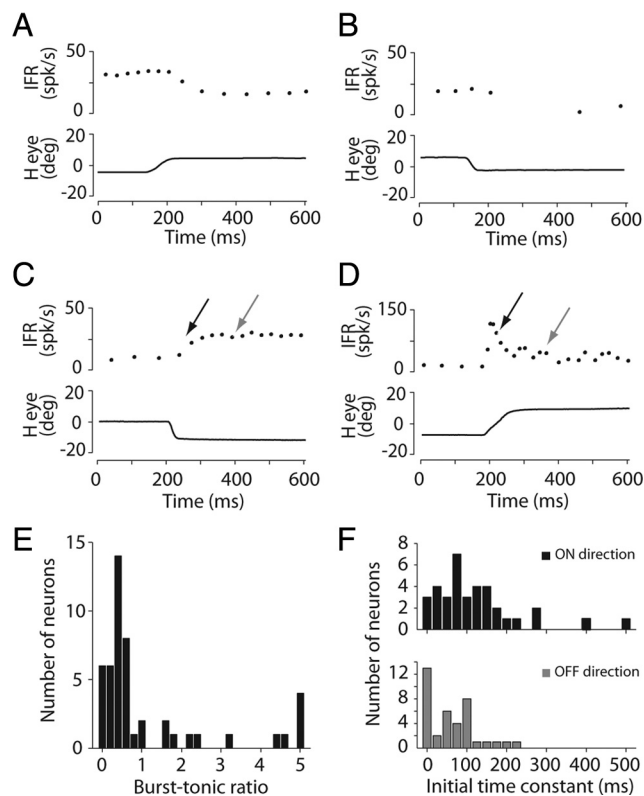 A
B
50
0
IFR
(spk/s)
50
0
IFR
(spk/s)
20
0
-20
H eye
(deg)
20
0
-20
H eye
(deg)
0 200 400 600
0 200 400 600
Time (ms)
Time (ms)
C
D
50
0
IFR
(spk/s)
150
0
IFR
(spk/s)
20
0
-20
H eye
(deg)
20
0
-20
H eye
(deg)
0 200 400 600
0 200 400 600
Time (ms)
Time (ms)
E
15
10
5
0
Number of neurons
0 1 2 3 4 5
Burst-tonic ratio
F
8
6
4
2
0
ON direction
12
8
4
0
OFF direction
Number of neurons
0 100 200 300 400 500
Initial time constant (ms)